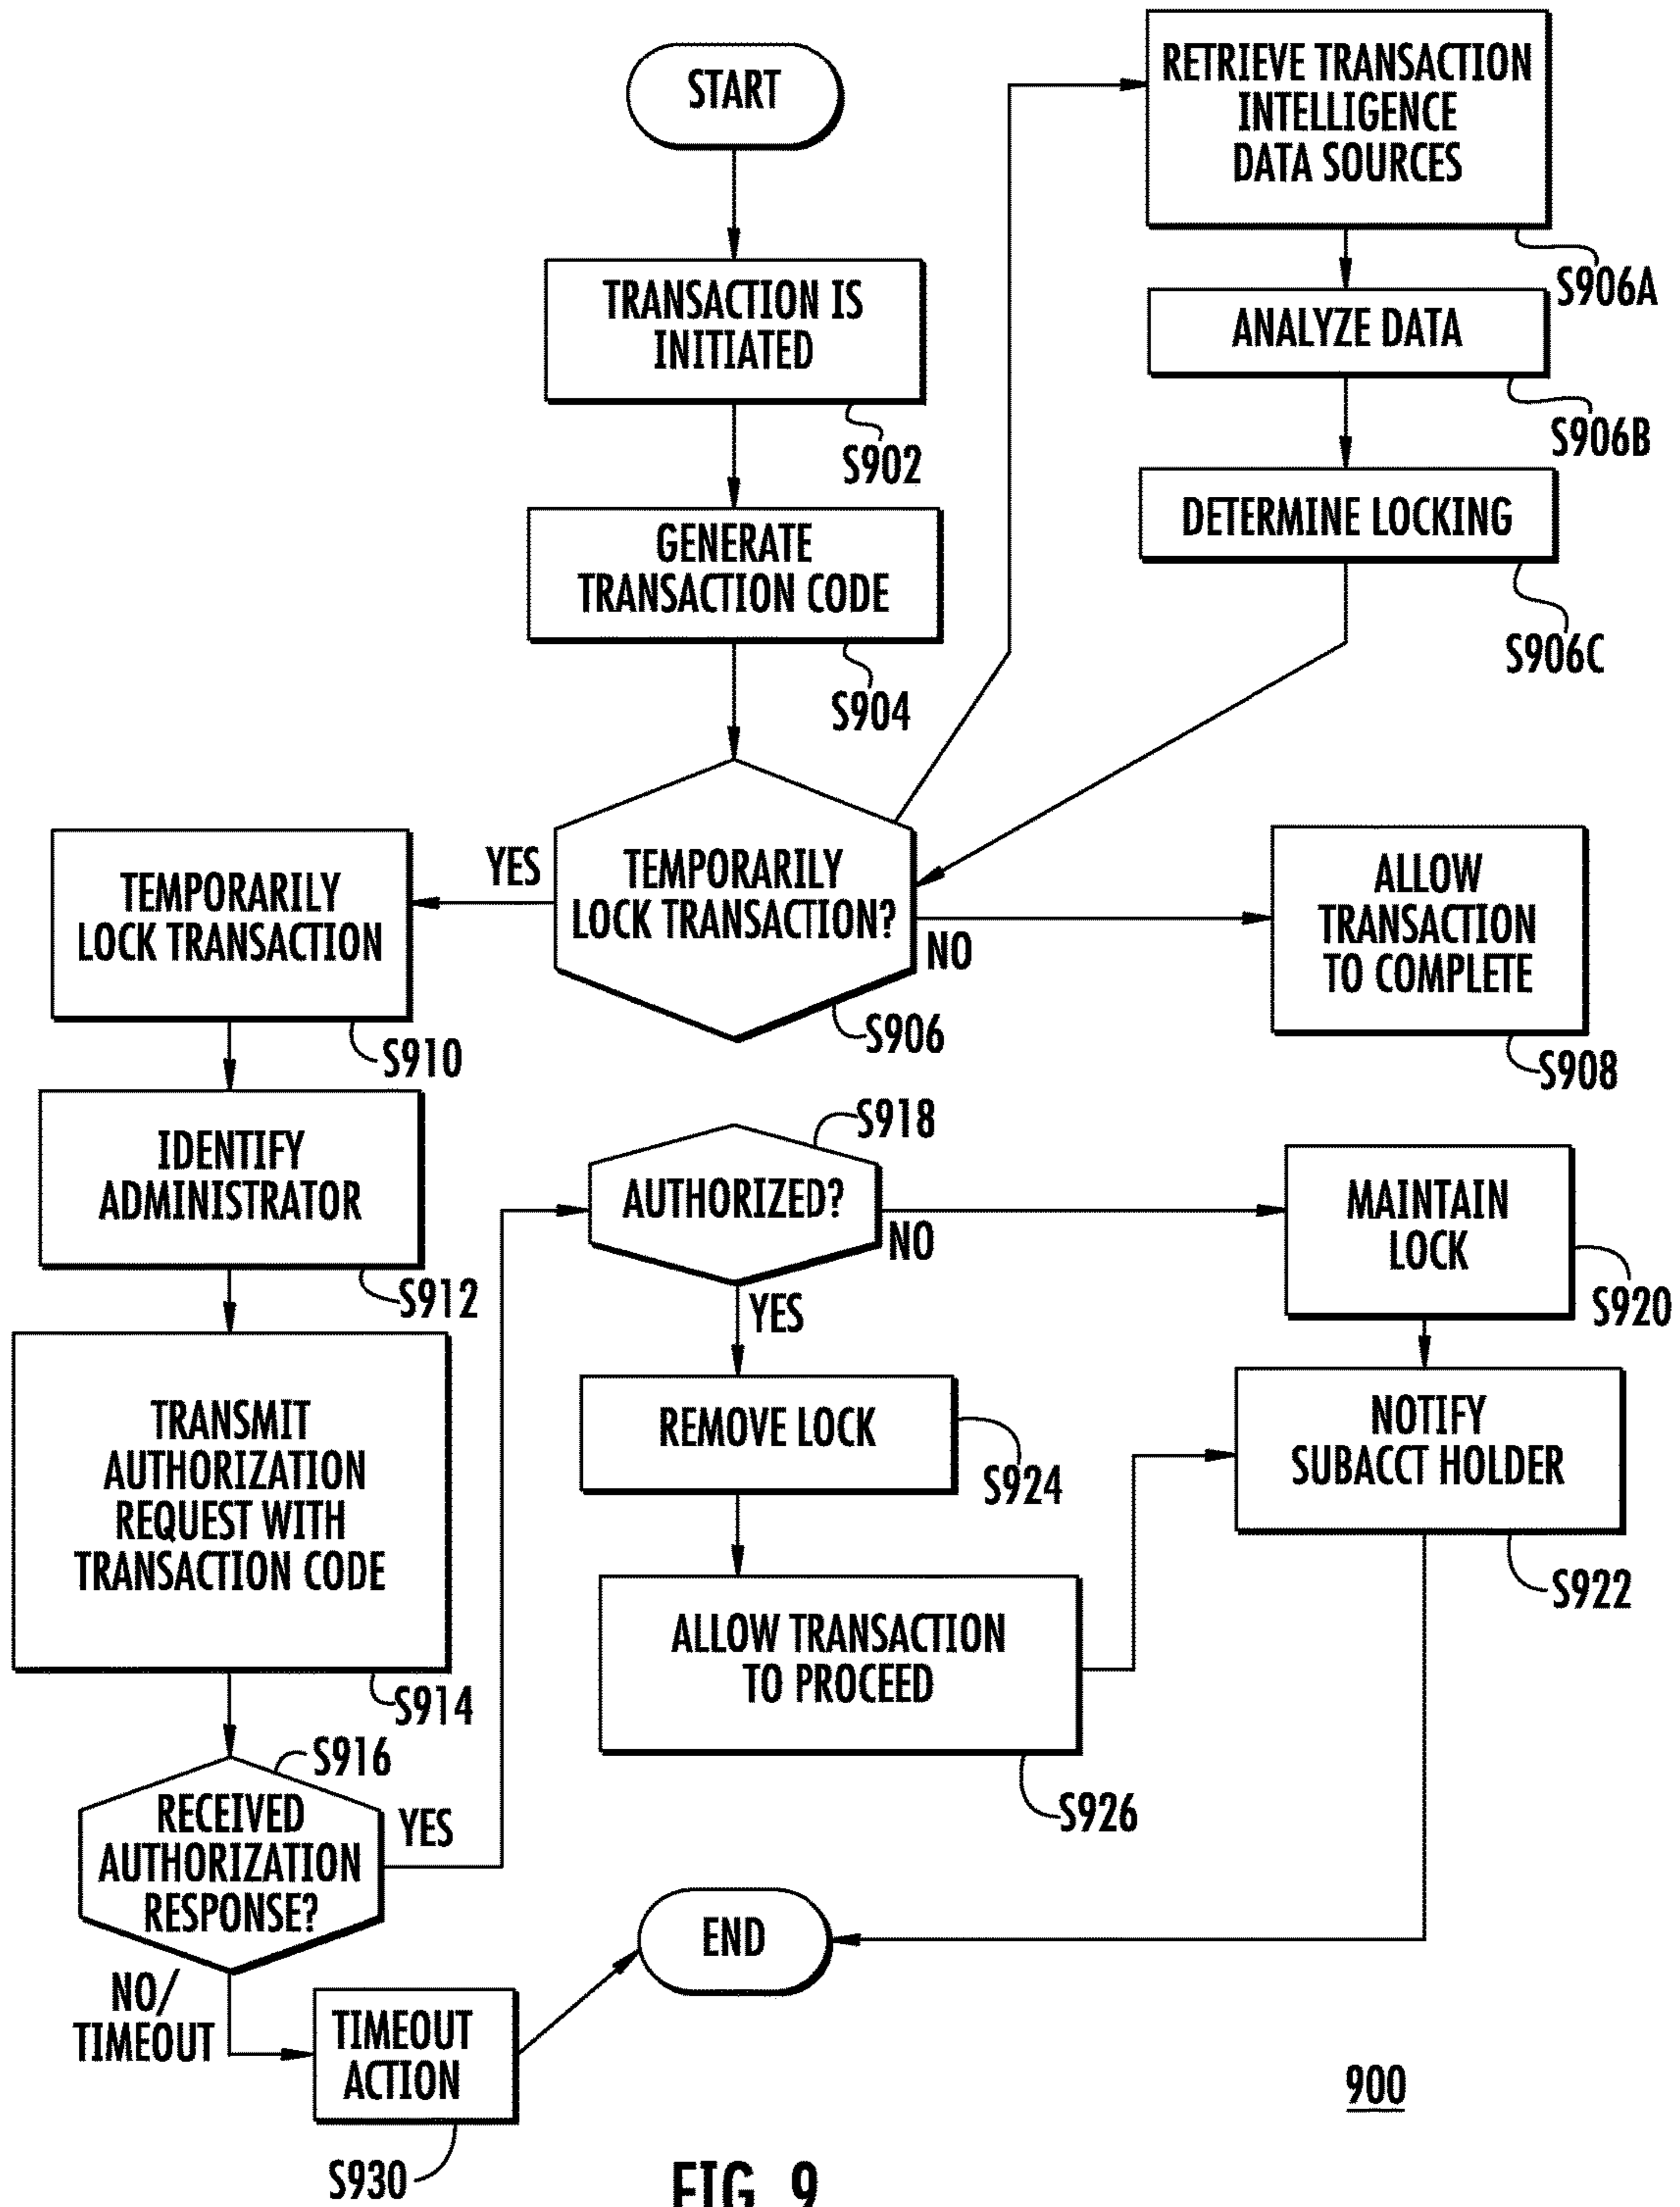 START
TRANSACTION IS
INITIATED
S902
GENERATE
TRANSACTION CODE
S904
RETRIEVE TRANSACTION
INTELLIGENCE
DATA SOURCES
S906A
ANALYZE DATA
S906B
DETERMINE LOCKING
S906C
TEMPORARILY
LOCK TRANSACTION?
S906
YES
NO
ALLOW
TRANSACTION
TO COMPLETE
S908
TEMPORARILY
LOCK TRANSACTION
S910
IDENTIFY
ADMINISTRATOR
S912
TRANSMIT
AUTHORIZATION
REQUEST WITH
TRANSACTION CODE
S914
S916
RECEIVED
AUTHORIZATION
RESPONSE?
YES
NO/
TIMEOUT
TIMEOUT
ACTION
S930
S918
AUTHORIZED?
NO
YES
MAINTAIN
LOCK
S920
NOTIFY
SUBACCT HOLDER
S922
REMOVE LOCK
S924
ALLOW TRANSACTION
TO PROCEED
S926
END
900
FIG. 9